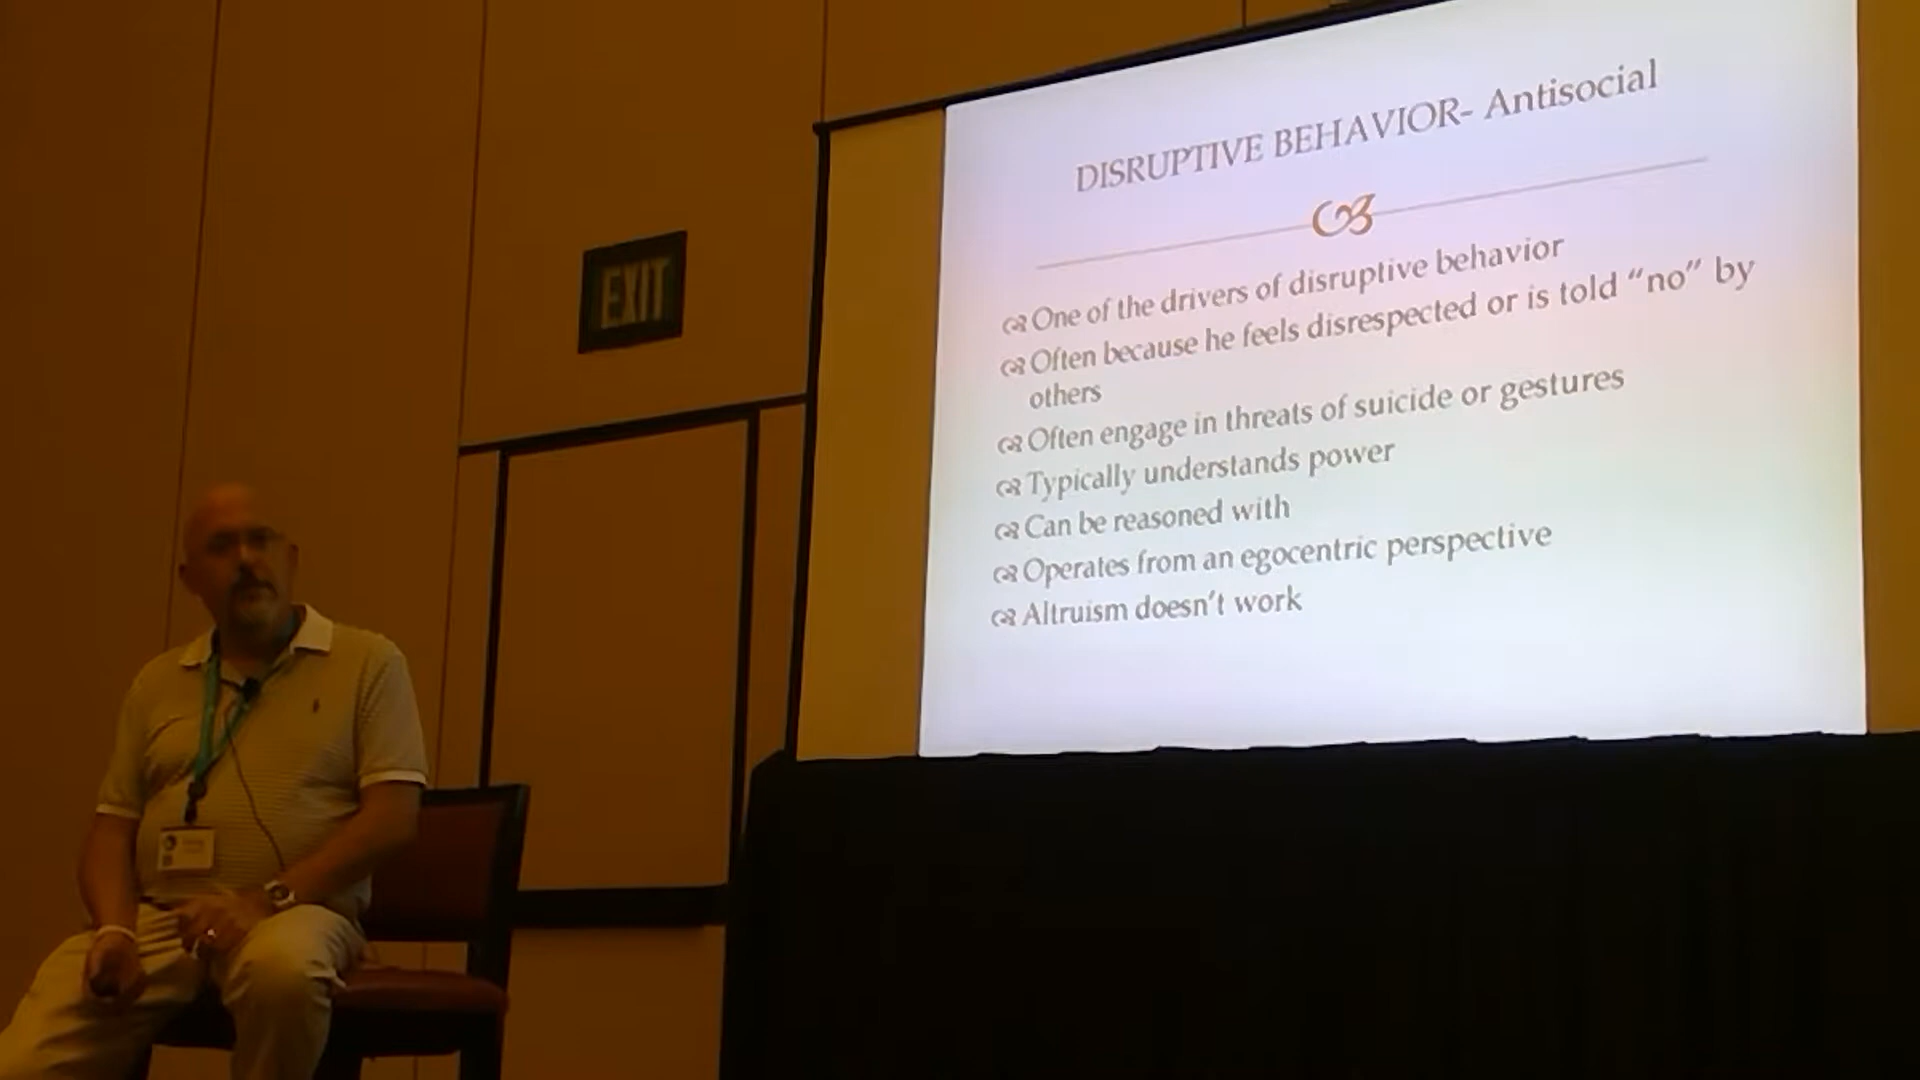 EXIT
DISRUPTIVE BEHAVIOR- Antisocial
One of the drivers of disruptive behavior
Often because he feels disrespected or is told “no” by
others
Often engage in threats of suicide or gestures
Typically understands power
Can be reasoned with
Operates from an egocentric perspective
Altruism doesn’t work